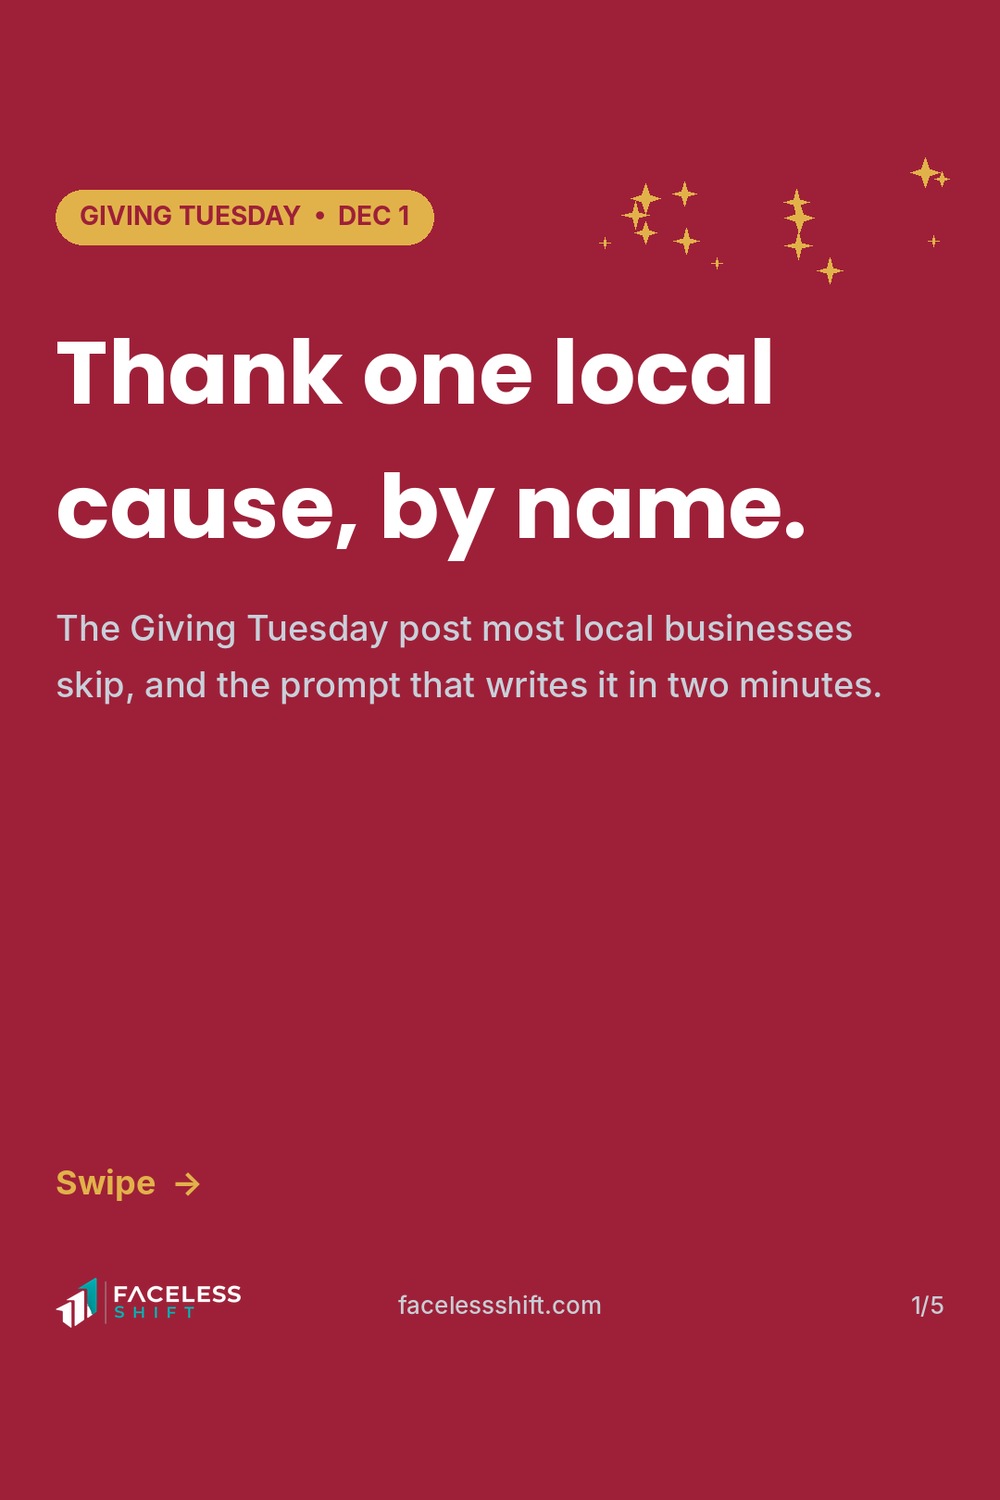 GIVING TUESDAY • DEC 1
Thank one local
cause, by name.
The Giving Tuesday post most local businesses
skip, and the prompt that writes it in two minutes.
Swipe →
FACELESS
SHIFT
facelessshift.com
1/5